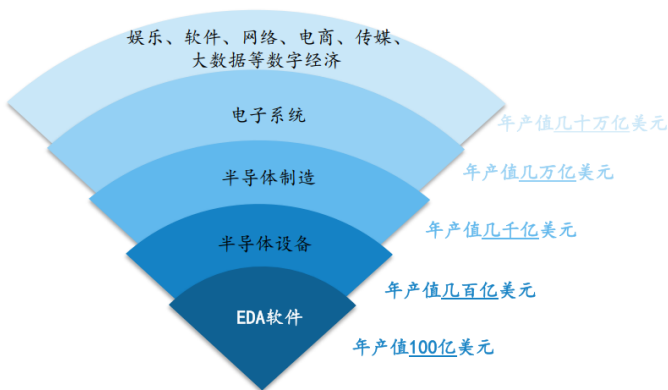 娱乐、软件、网络、电商、传媒、
大数据等数字经济
年产值几十万亿美元
电子系统
年产值几万亿美元
半导体制造
年产值几千亿美元
半导体设备
年产值几百亿美元
EDA软件
年产值100亿美元